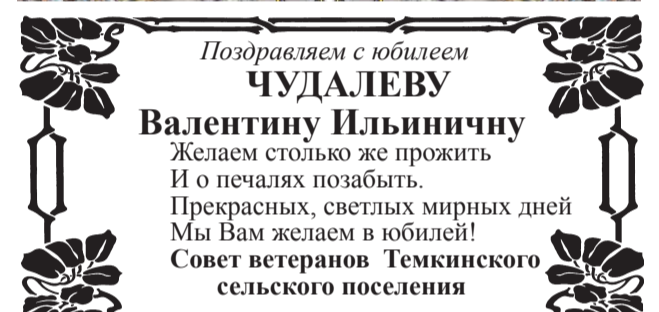 Поздравляем с юбилеем
ЧУДАЛЕВУ
Валентину Ильиничну
Желаем столько же прожить
И о печалях позабыть.
Прекрасных, светлых мирных дней
Мы Вам желаем в юбилей!
Совет ветеранов Темкинского
сельского поселения